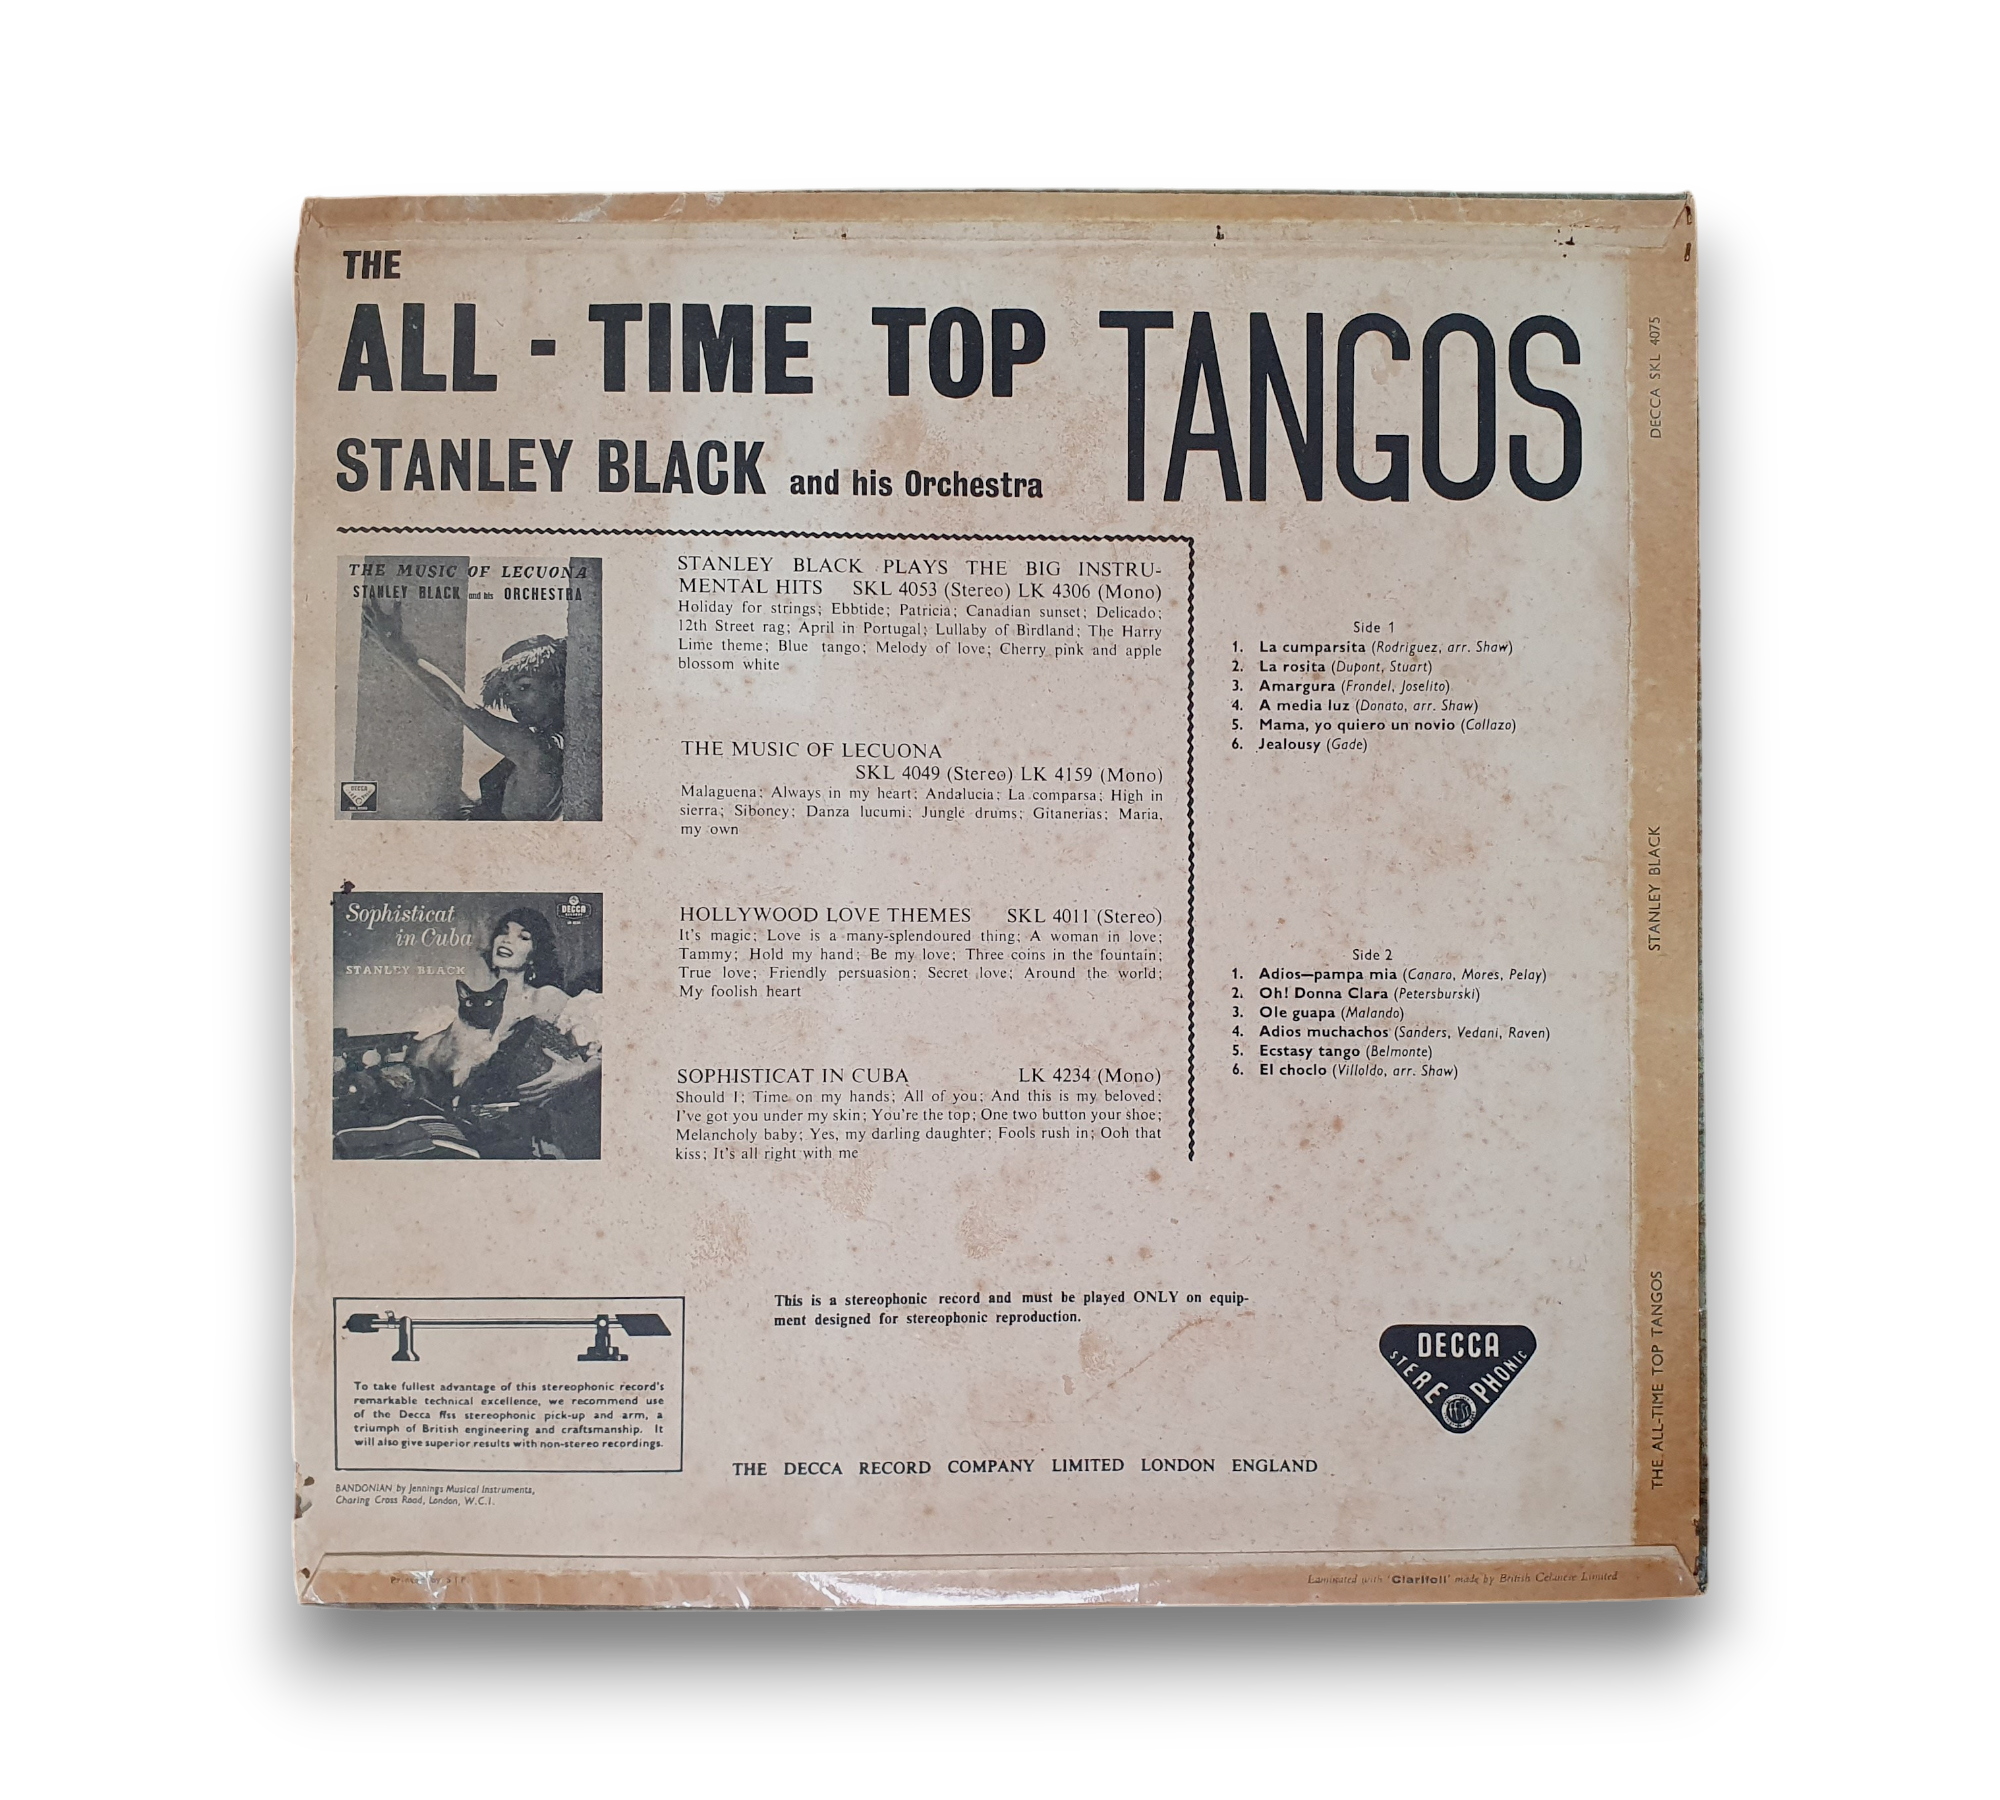 THE
ALL - TIME TOP TANGOS
STANLEY BLACK and his Orchestra
THE MUSIC OF LECUONA
STANLEY BLACK and his ORCHESTRA
DECCA
Sophisticat
in Cuba
STANLEY BLACK
DECCA
STANLEY BLACK PLAYS THE BIG INSTRU-
MENTAL HITS SKL 4053 (Stereo) LK 4306 (Mono)
Holiday for strings; Ebbtide; Patricia; Canadian sunset; Delicado;
12th Street rag; April in Portugal; Lullaby of Birdland; The Harry
Lime theme; Blue tango; Melody of love; Cherry pink and apple
blossom white
THE MUSIC OF LECUONA
SKL 4049 (Stereo) LK 4159 (Mono)
Malaguena; Always in my heart; Andalucia; La comparsa; High in
sierra; Siboney; Danza lucumi; Jungle drums; Gitanerias; Maria,
my own
HOLLYWOOD LOVE THEMES SKL 4011 (Stereo)
It's magic; Love is a many-splendoured thing; A woman in love;
Tammy; Hold my hand; Be my love; Three coins in the fountain;
True love; Friendly persuasion; Secret love; Around the world;
My foolish heart
SOPHISTICAT IN CUBA LK 4234 (Mono)
Should I; Time on my hands; All of you; And this is my beloved;
I've got you under my skin; You're the top; One two button your shoe;
Melancholy baby; Yes, my darling daughter; Fools rush in; Ooh that
kiss; It's all right with me
Side 1
1. La cumparsita (Rodriguez, arr. Shaw)
2. La rosita (Dupont, Stuart)
3. Amargura (Frondel, Joselito)
4. A media luz (Donato, arr. Shaw)
5. Mama, yo quiero un novio (Collazo)
6. Jealousy (Gade)
Side 2
1. Adios—pampa mia (Canaro, Mores, Pelay)
2. Oh! Donna Clara (Petersburski)
3. Ole guapa (Malando)
4. Adios muchachos (Sanders, Vedani, Raven)
5. Ecstasy tango (Belmonte)
6. El choclo (Villoldo, arr. Shaw)
This is a stereophonic record and must be played ONLY on equip-
ment designed for stereophonic reproduction.
To take fullest advantage of this stereophonic record's
remarkable technical excellence, we recommend use
of the Decca ffss stereophonic pick-up and arm, a
triumph of British engineering and craftsmanship. It
will also give superior results with non-stereo recordings.
BANDONIAN by Jennings Musical Instruments,
Charing Cross Road, London, W.C.1.
DECCA
STEREOPHONIC
THE DECCA RECORD COMPANY LIMITED LONDON ENGLAND
Laminated with 'Clarifoil' made by British Celanese Limited
DECCA SKL 4075
STANLEY BLACK
THE ALL-TIME TOP TANGOS